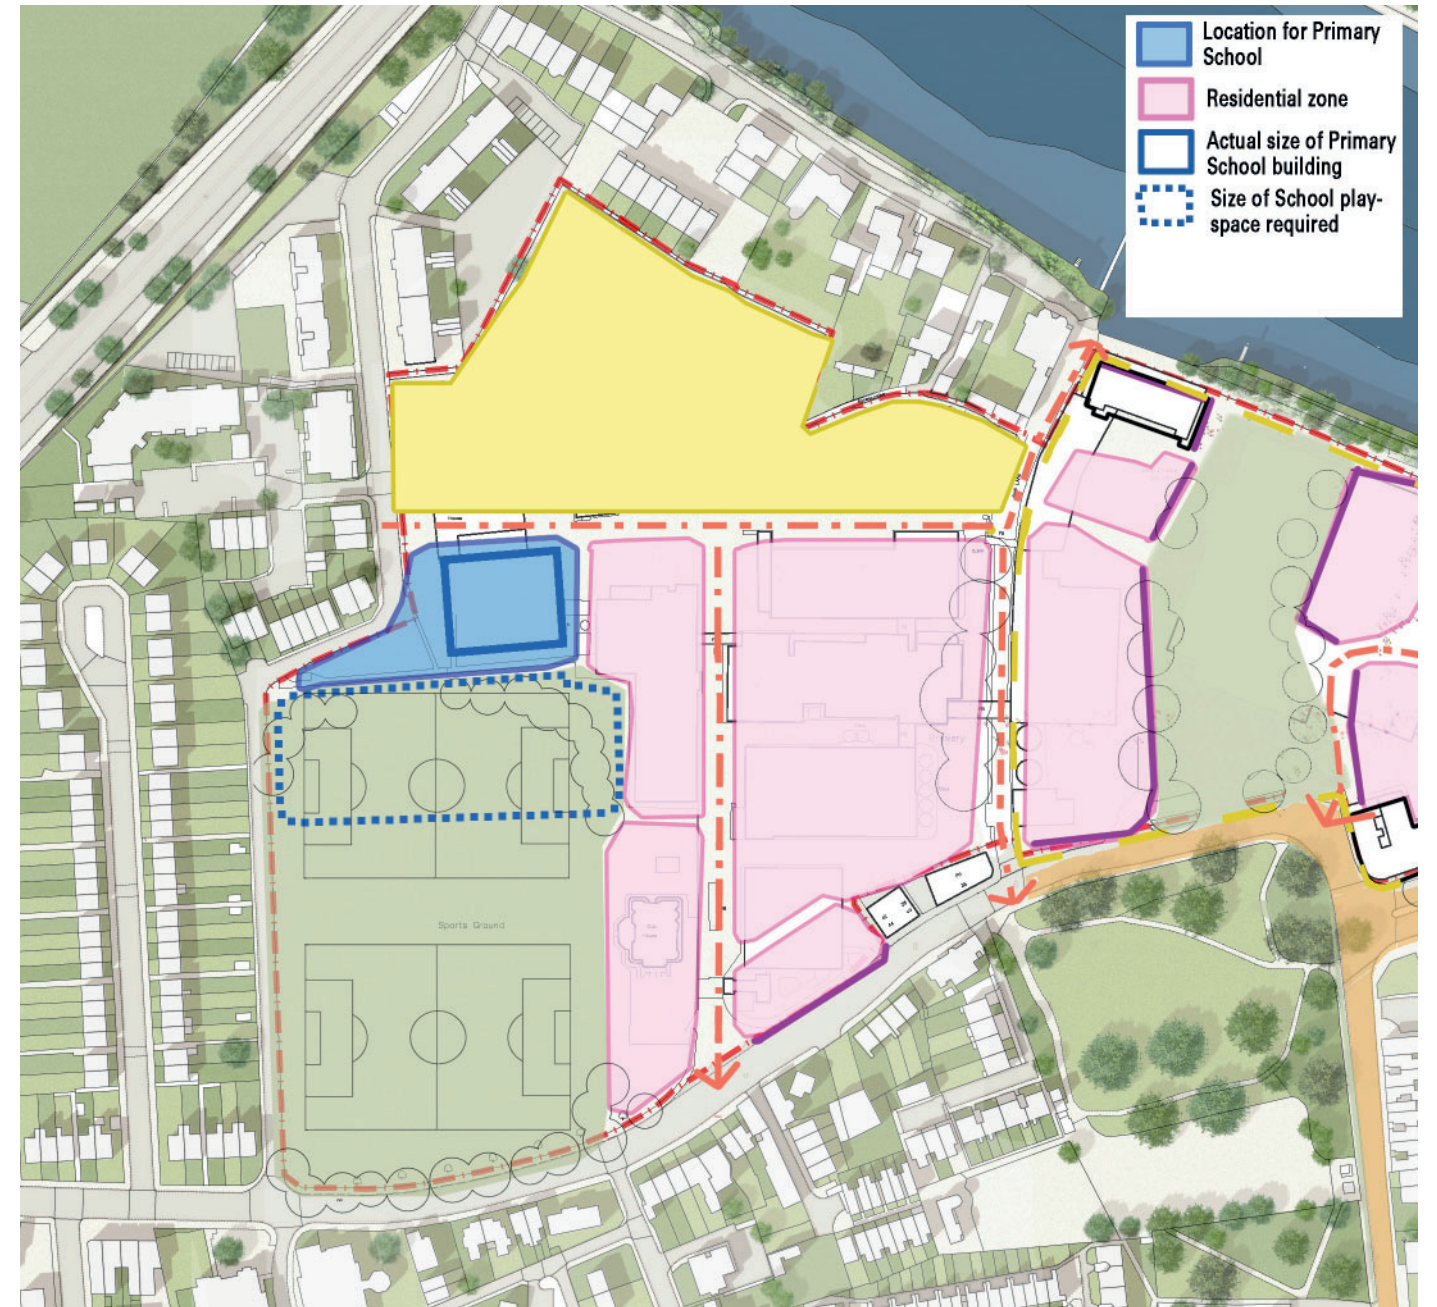 Location for Primary
School
Residential zone
Actual size of Primary
School building
Size of School play-
space required
Sports Ground